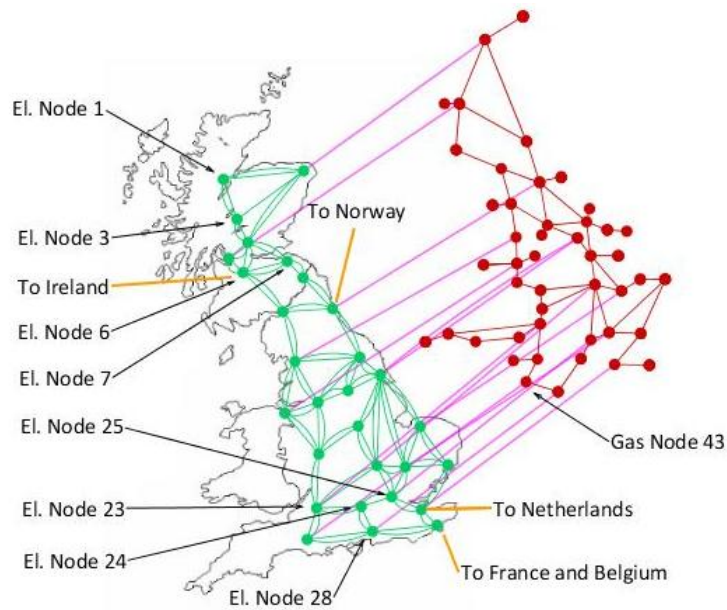 El. Node 1
To Norway
El. Node 3
To Ireland
El. Node 6
El. Node 7
El. Node 25
Gas Node 43
El. Node 23
To Netherlands
El. Node 24
To France and Belgium
El. Node 28